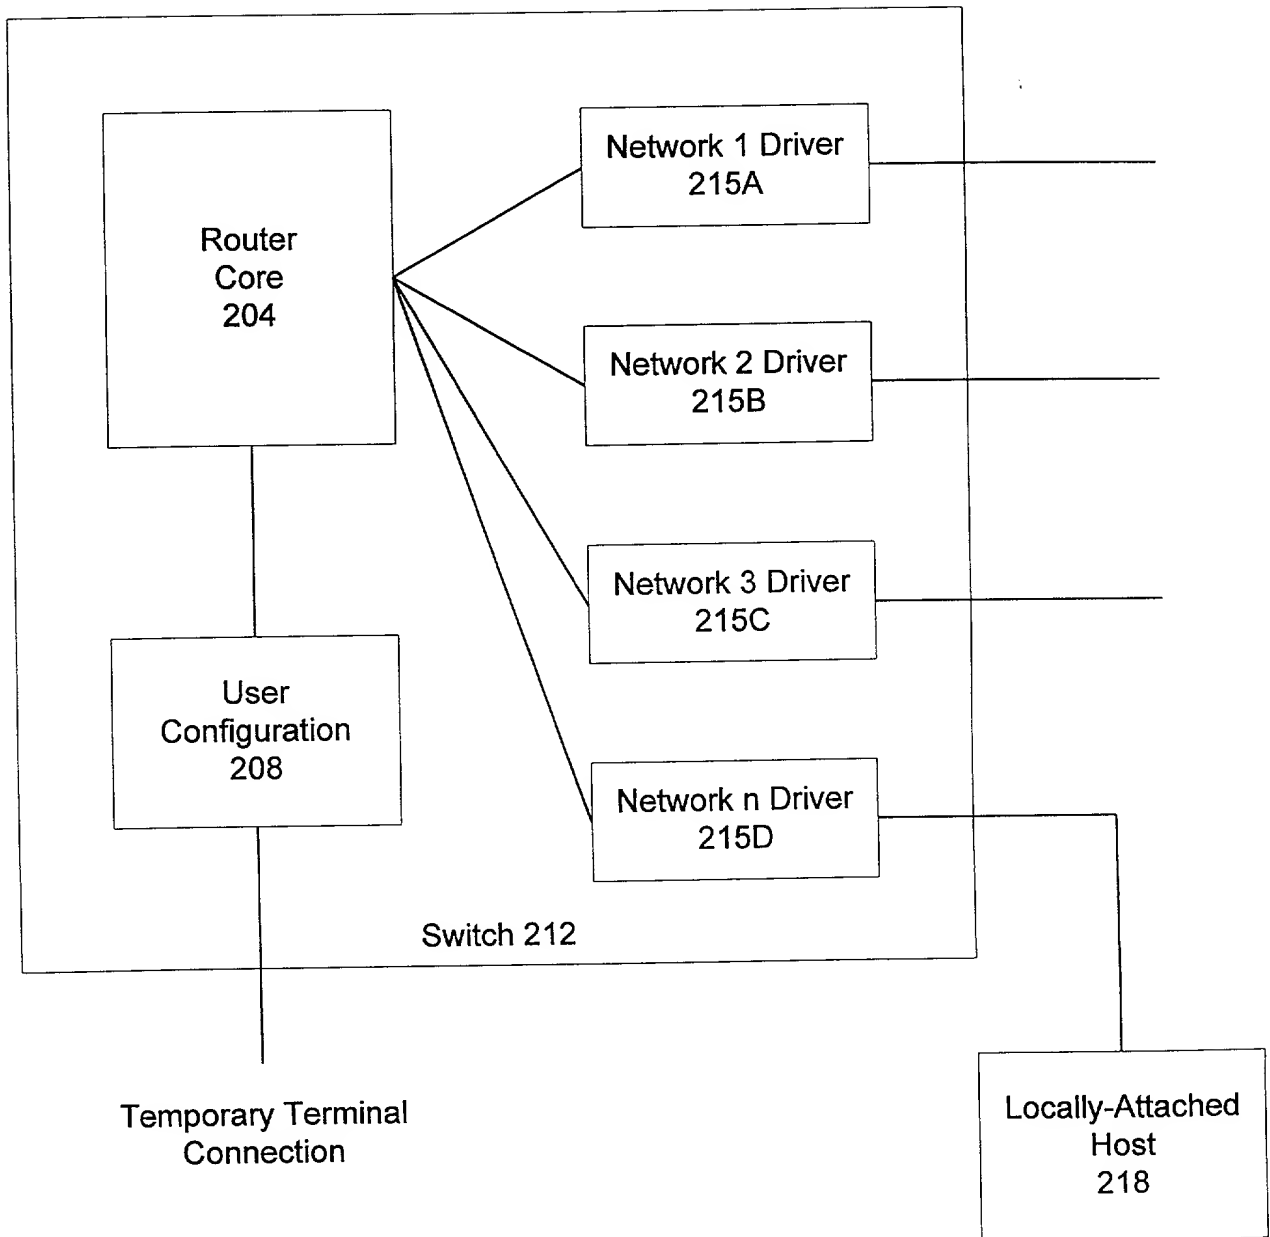 Network 1 Driver
215A
Router
Core
204
Network 2 Driver
215B
Network 3 Driver
215C
User
Configuration
208
Network n Driver
215D
Switch 212
Temporary Terminal
Connection
Locally-Attached
Host
218